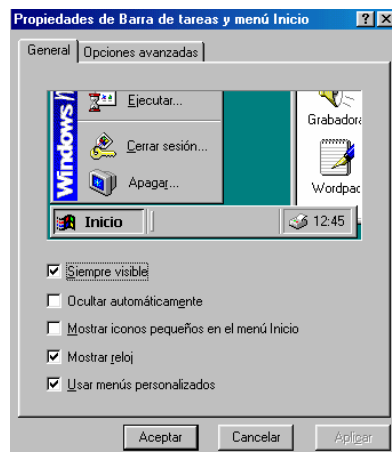 Propiedades de Barra de tareas y menú Inicio
General
Opciones avanzadas
Windows
Ejecutar...
Cerrar sesión...
Apagar...
Grabadora
Wordpac
Inicio
12:45
Siempre visible
Ocultar automáticamente
Mostrar iconos pequeños en el menú Inicio
Mostrar reloj
Usar menús personalizados
Aceptar
Cancelar
Aplicar